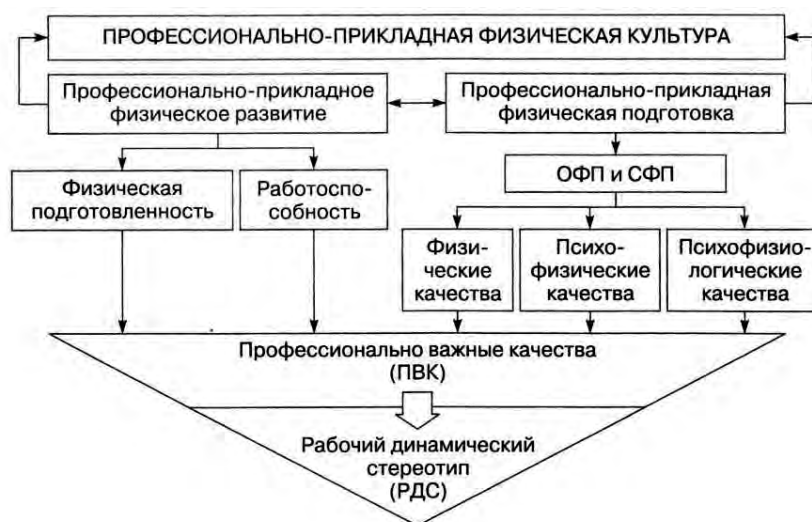 ПРОФЕССИОНАЛЬНО-ПРИКЛАДНАЯ ФИЗИЧЕСКАЯ КУЛЬТУРА
Профессионально-прикладное
физическое развитие
Профессионально-прикладная
физическая подготовка
Физическая
подготовленность
Работоспо-
собность
ОФП и СФП
Физи-
ческие
качества
Психо-
физические
качества
Психофизио-
логические
качества
Профессионально важные качества
(ПВК)
Рабочий динамический
стереотип
(РДС)